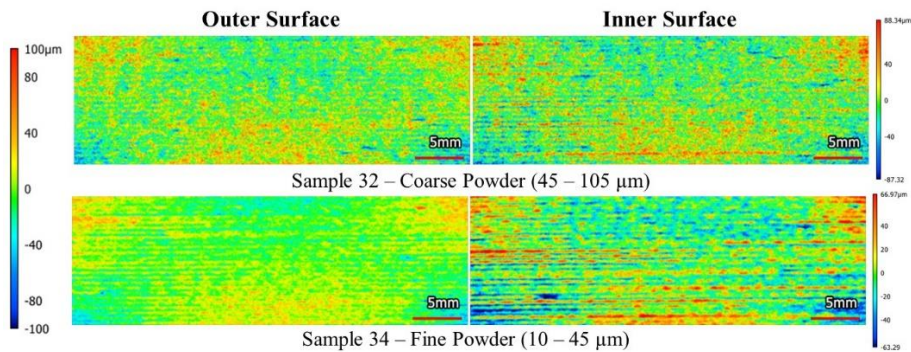 Outer Surface
Inner Surface
100µm
80
40
0
-40
-80
-100
88.34µm
40
0
-40
-87.32
5mm
5mm
Sample 32 – Coarse Powder (45 – 105 µm)
66.97µm
40
20
0
-20
-40
-63.29
5mm
5mm
Sample 34 – Fine Powder (10 – 45 µm)